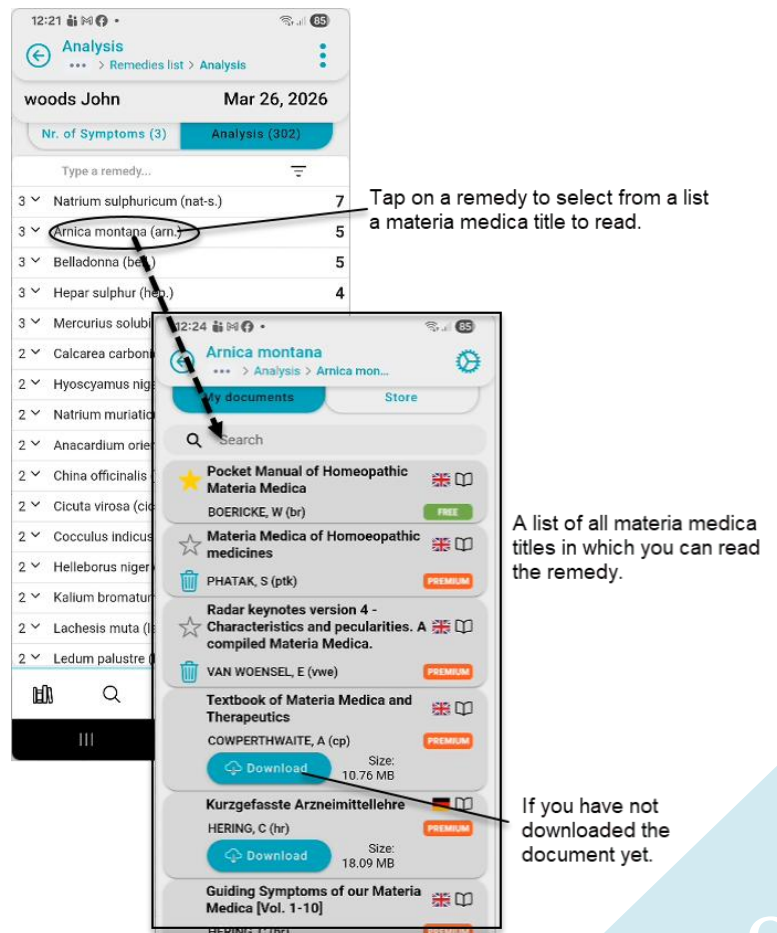 12:21
85
Analysis
••• > Remedies list > Analysis
woods John Mar 26, 2026
Nr. of Symptoms (3) Analysis (302)
Type a remedy...
3 Natrium sulphuricum (nat-s.) 7
3 Arnica montana (arn.) 5
3 Belladonna (bell.) 5
3 Hepar sulphur (hep.) 4
3 Mercurius solubi
2 Calcarea carboni
2 Hyoscyamus nig
2 Natrium muriatic
2 Anacardium orien
2 China officinalis
2 Cicuta virosa (cic
2 Cocculus indicus
2 Helleborus niger
2 Kalium bromatum
2 Lachesis muta (l
2 Ledum palustre (
Tap on a remedy to select from a list
a materia medica title to read.
12:24
85
Arnica montana
••• > Analysis > Arnica mon...
My documents Store
Search
Pocket Manual of Homeopathic
Materia Medica
BOERICKE, W (br) FREE
Materia Medica of Homoeopathic
medicines
PHATAK, S (ptk) PREMIUM
Radar keynotes version 4 -
Characteristics and pecularities. A
compiled Materia Medica.
VAN WOENSEL, E (vwe) PREMIUM
Textbook of Materia Medica and
Therapeutics
COWPERTHWAITE, A (cp) PREMIUM
Download Size:
10.76 MB
Kurzgefasste Arzneimittellehre
HERING, C (hr) PREMIUM
Download Size:
18.09 MB
Guiding Symptoms of our Materia
Medica [Vol. 1-10]
HERING, C (hr) PREMIUM
A list of all materia medica
titles in which you can read
the remedy.
If you have not
downloaded the
document yet.